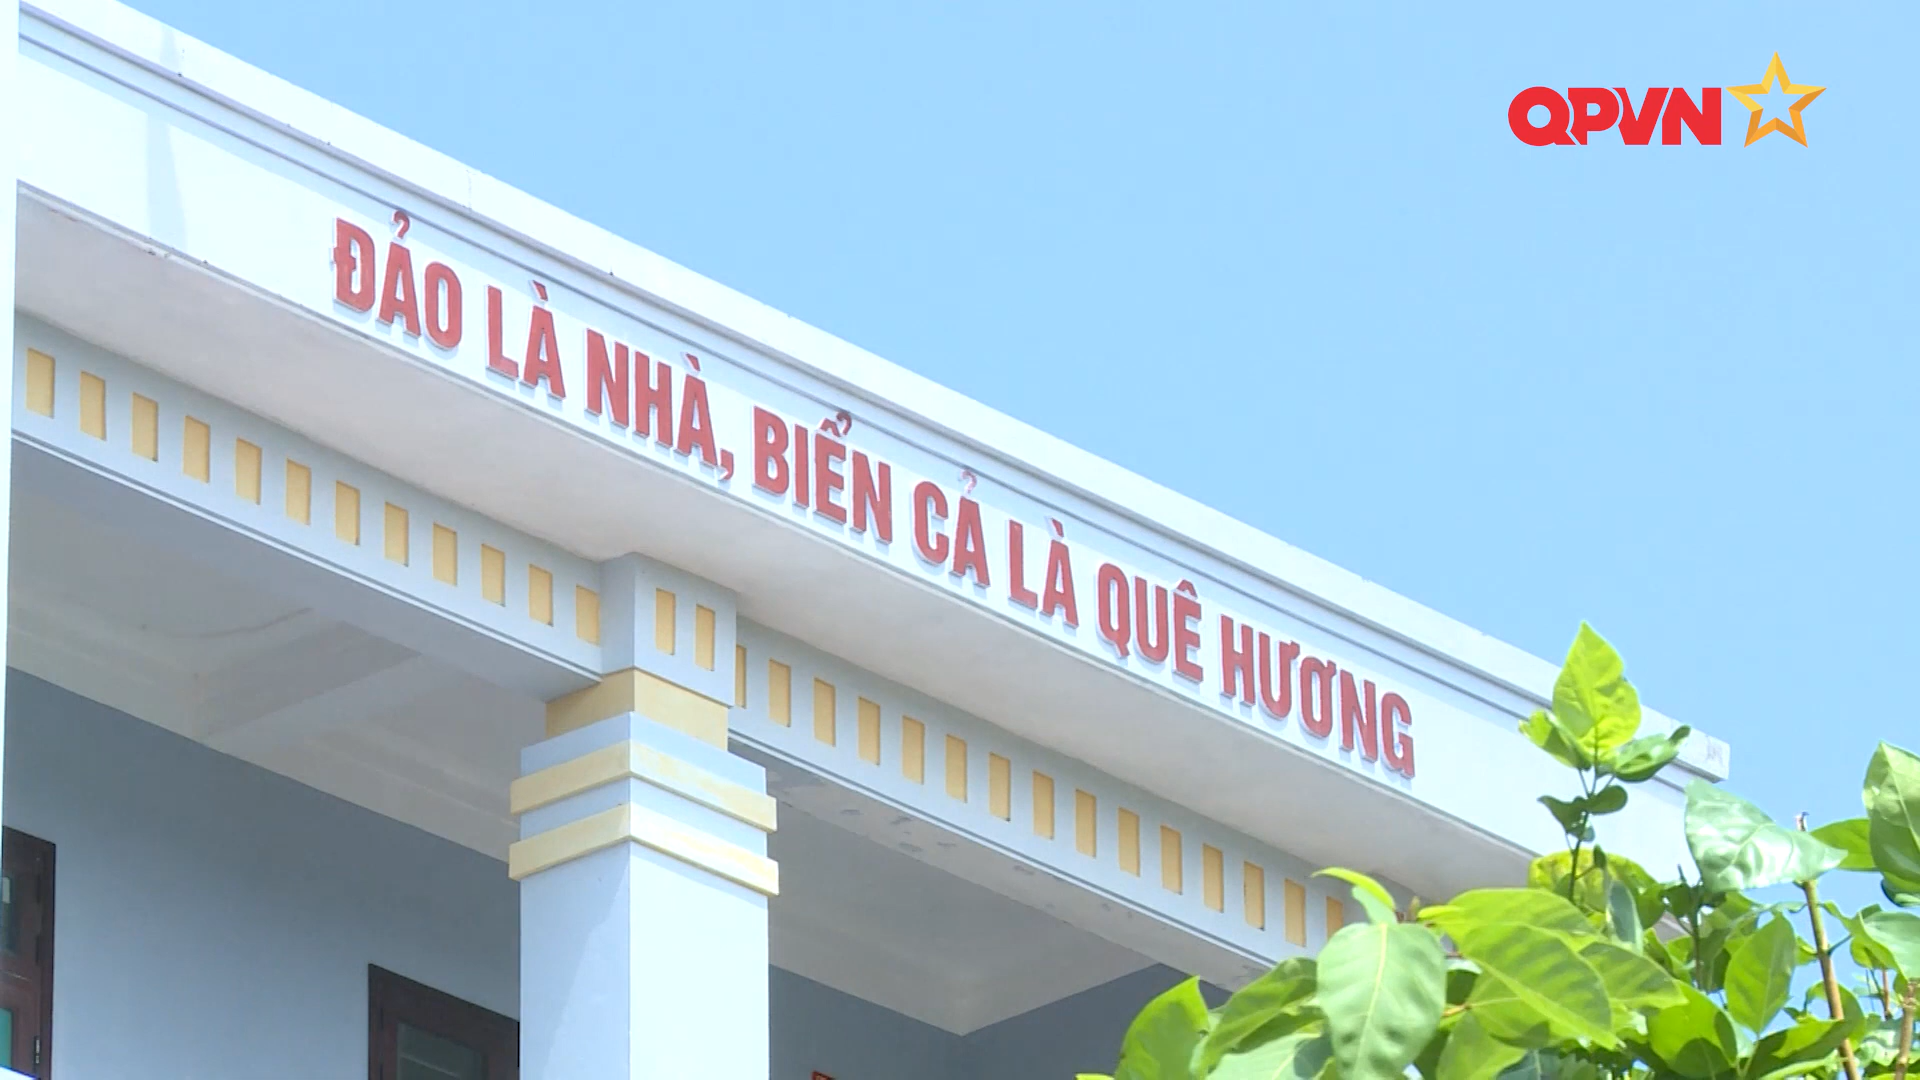 QPVN
ĐẢO LÀ NHÀ, BIỂN CẢ LÀ QUÊ HƯƠNG